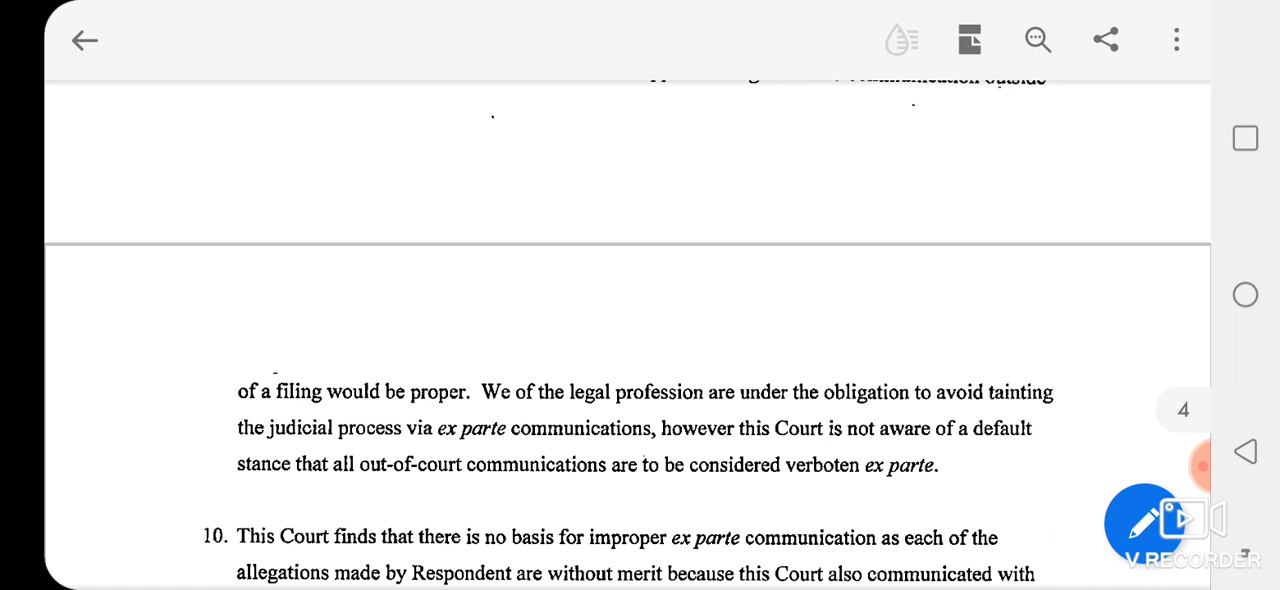 of a filing would be proper. We of the legal profession are under the obligation to avoid tainting
the judicial process via ex parte communications, however this Court is not aware of a default
stance that all out-of-court communications are to be considered verboten ex parte.
4
10. This Court finds that there is no basis for improper ex parte communication as each of the
allegations made by Respondent are without merit because this Court also communicated with
V RECORDER